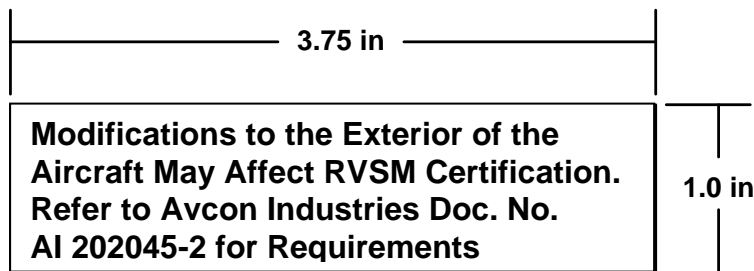 3.75 in
Modifications to the Exterior of the
Aircraft May Affect RVSM Certification.
Refer to Avcon Industries Doc. No.
AI 202045-2 for Requirements
1.0 in